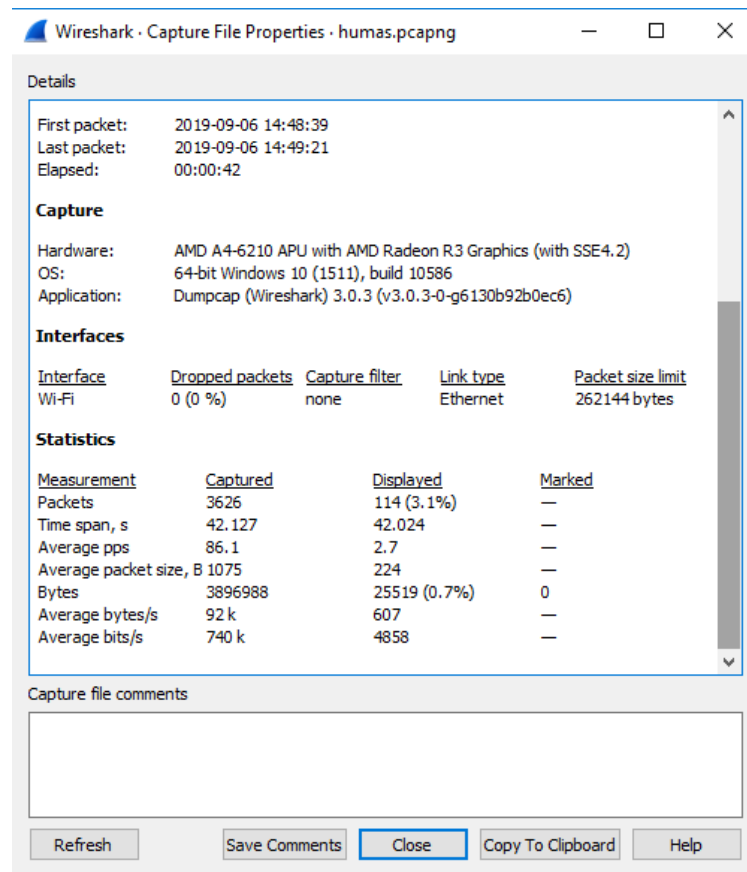 Wireshark · Capture File Properties · humas.pcapng
Details
First packet: 2019-09-06 14:48:39
Last packet: 2019-09-06 14:49:21
Elapsed: 00:00:42
Capture
Hardware: AMD A4-6210 APU with AMD Radeon R3 Graphics (with SSE4.2)
OS: 64-bit Windows 10 (1511), build 10586
Application: Dumpcap (Wireshark) 3.0.3 (v3.0.3-0-g6130b92b0ec6)
Interfaces
Interface Dropped packets Capture filter Link type Packet size limit
Wi-Fi 0 (0 %) none Ethernet 262144 bytes
Statistics
Measurement Captured Displayed Marked
Packets 3626 114 (3.1%) —
Time span, s 42.127 42.024 —
Average pps 86.1 2.7 —
Average packet size, B 1075 224 —
Bytes 3896988 25519 (0.7%) 0
Average bytes/s 92 k 607 —
Average bits/s 740 k 4858 —
Capture file comments
Refresh Save Comments Close Copy To Clipboard Help